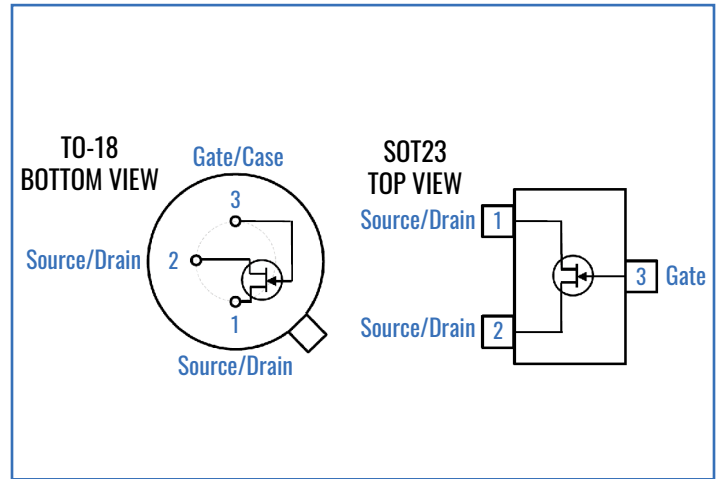 TO-18
BOTTOM VIEW
Gate/Case
3
Source/Drain
2
1
Source/Drain
SOT23
TOP VIEW
Source/Drain
1
3
Gate
Source/Drain
2